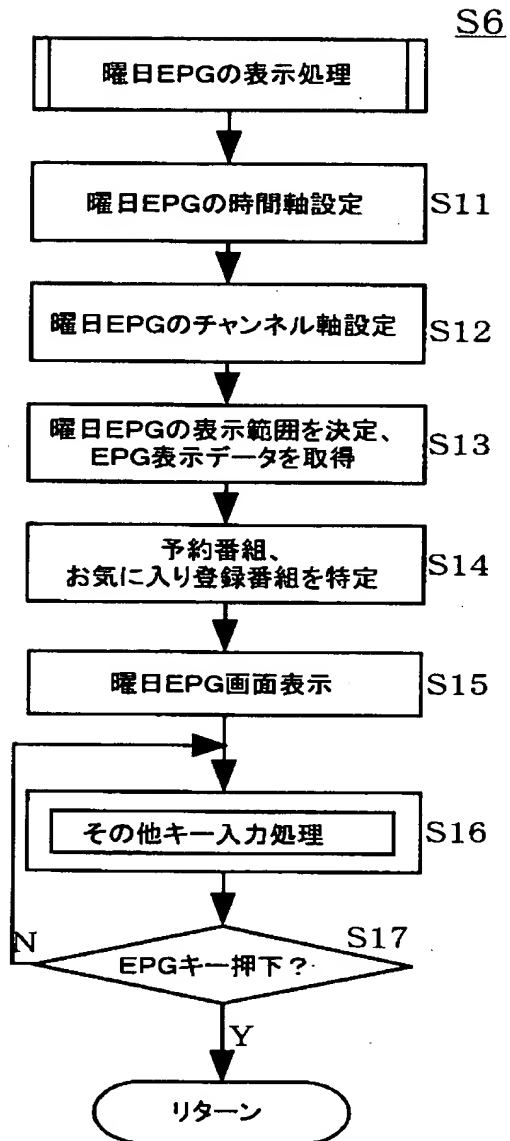 S6
曜日EPGの表示処理
曜日EPGの時間軸設定
S11
曜日EPGのチャンネル軸設定
S12
曜日EPGの表示範囲を決定、
EPG表示データを取得
S13
予約番組、
お気に入り登録番組を特定
S14
曜日EPG画面表示
S15
その他キー入力処理
S16
S17
N
EPGキー押下？
Y
リターン